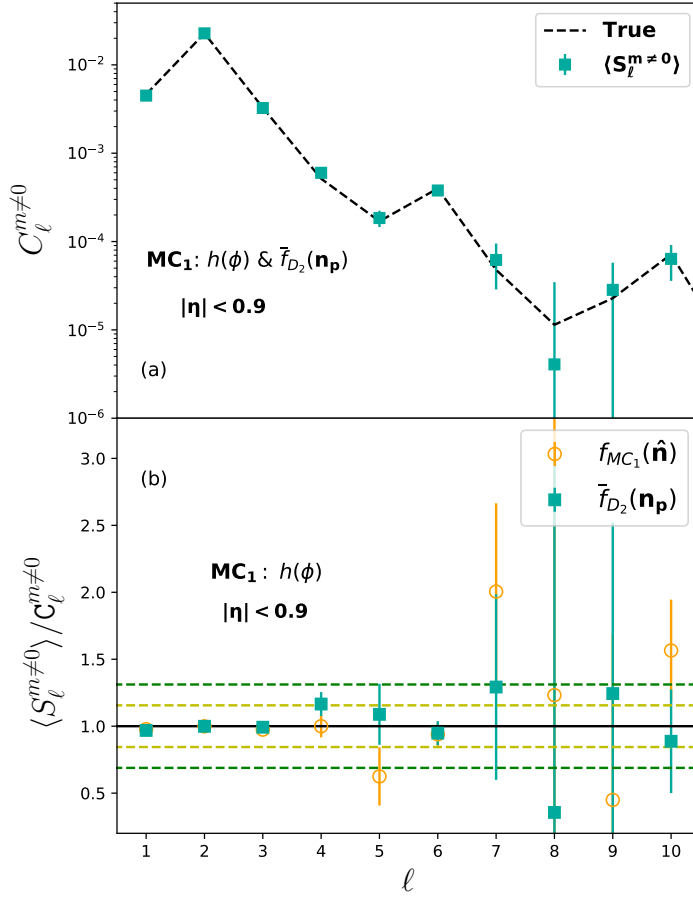 True
⟨S_ℓ^{m≠0}⟩
10⁻²
10⁻³
10⁻⁴
10⁻⁵
10⁻⁶
C_ℓ^{m≠0}
MC₁: h(ϕ) & f̄_{D₂}(n_p)
|η| < 0.9
(a)
f_{MC₁}(n̂)
f̄_{D₂}(n_p)
(b)
MC₁ : h(ϕ)
|η| < 0.9
3.0
2.5
2.0
1.5
1.0
0.5
⟨S_ℓ^{m≠0}⟩/C_ℓ^{m≠0}
1 2 3 4 5 6 7 8 9 10
ℓ